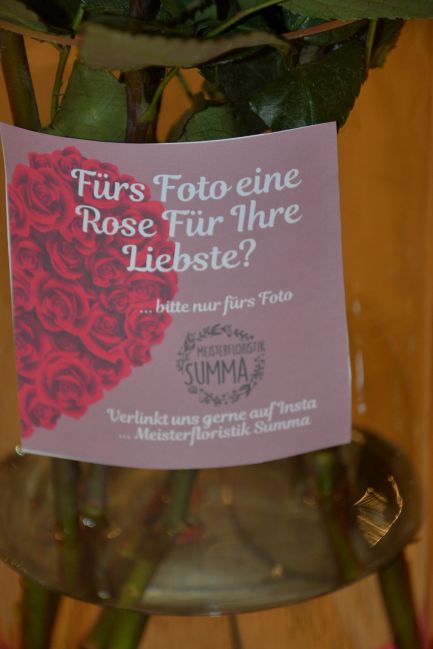 Fürs Foto eine
Rose Für Ihre
Liebste?
... bitte nur fürs Foto
MEISTERFLORISTIK
SUMMA
Verlinkt uns gerne auf Insta
... Meisterfloristik Summa